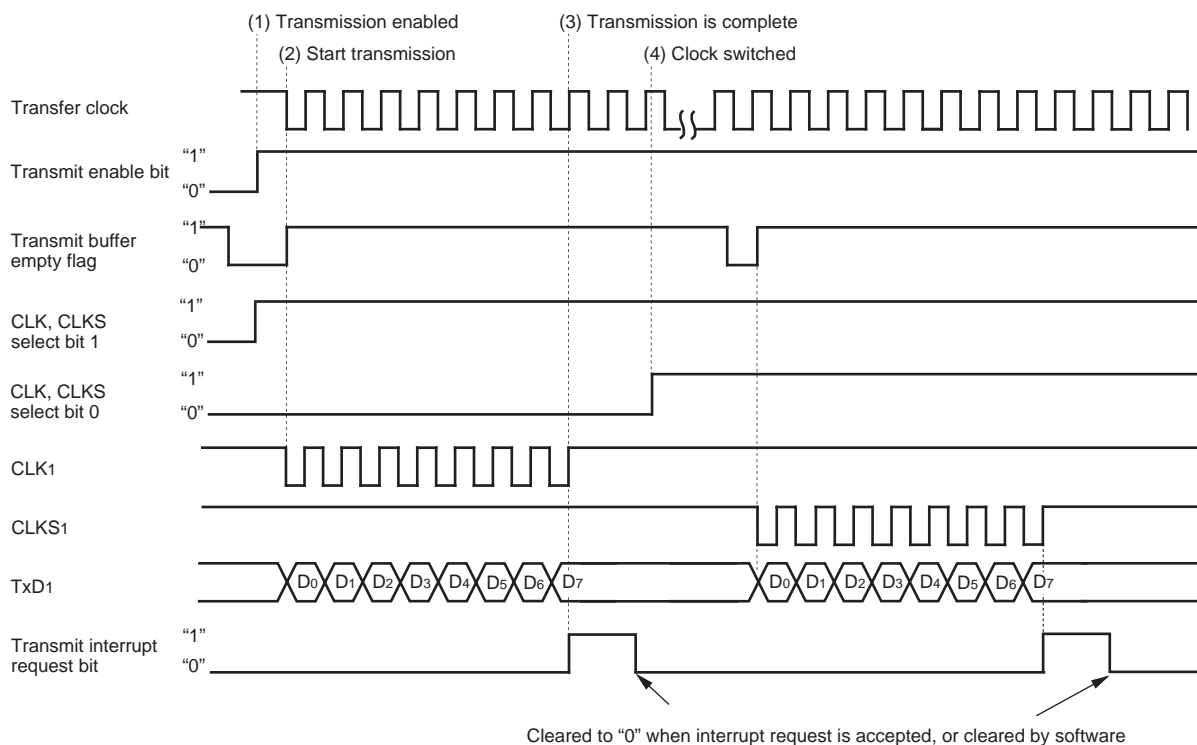 (1) Transmission enabled
(3) Transmission is complete
(2) Start transmission
(4) Clock switched
Transfer clock
Transmit enable bit
“1”
“0”
Transmit buffer
empty flag
“1”
“0”
CLK, CLKS
select bit 1
“1”
“0”
CLK, CLKS
select bit 0
“1”
“0”
CLK1
CLKS1
TxD1
D0 D1 D2 D3 D4 D5 D6 D7
D0 D1 D2 D3 D4 D5 D6 D7
Transmit interrupt
request bit
“1”
“0”
Cleared to “0” when interrupt request is accepted, or cleared by software